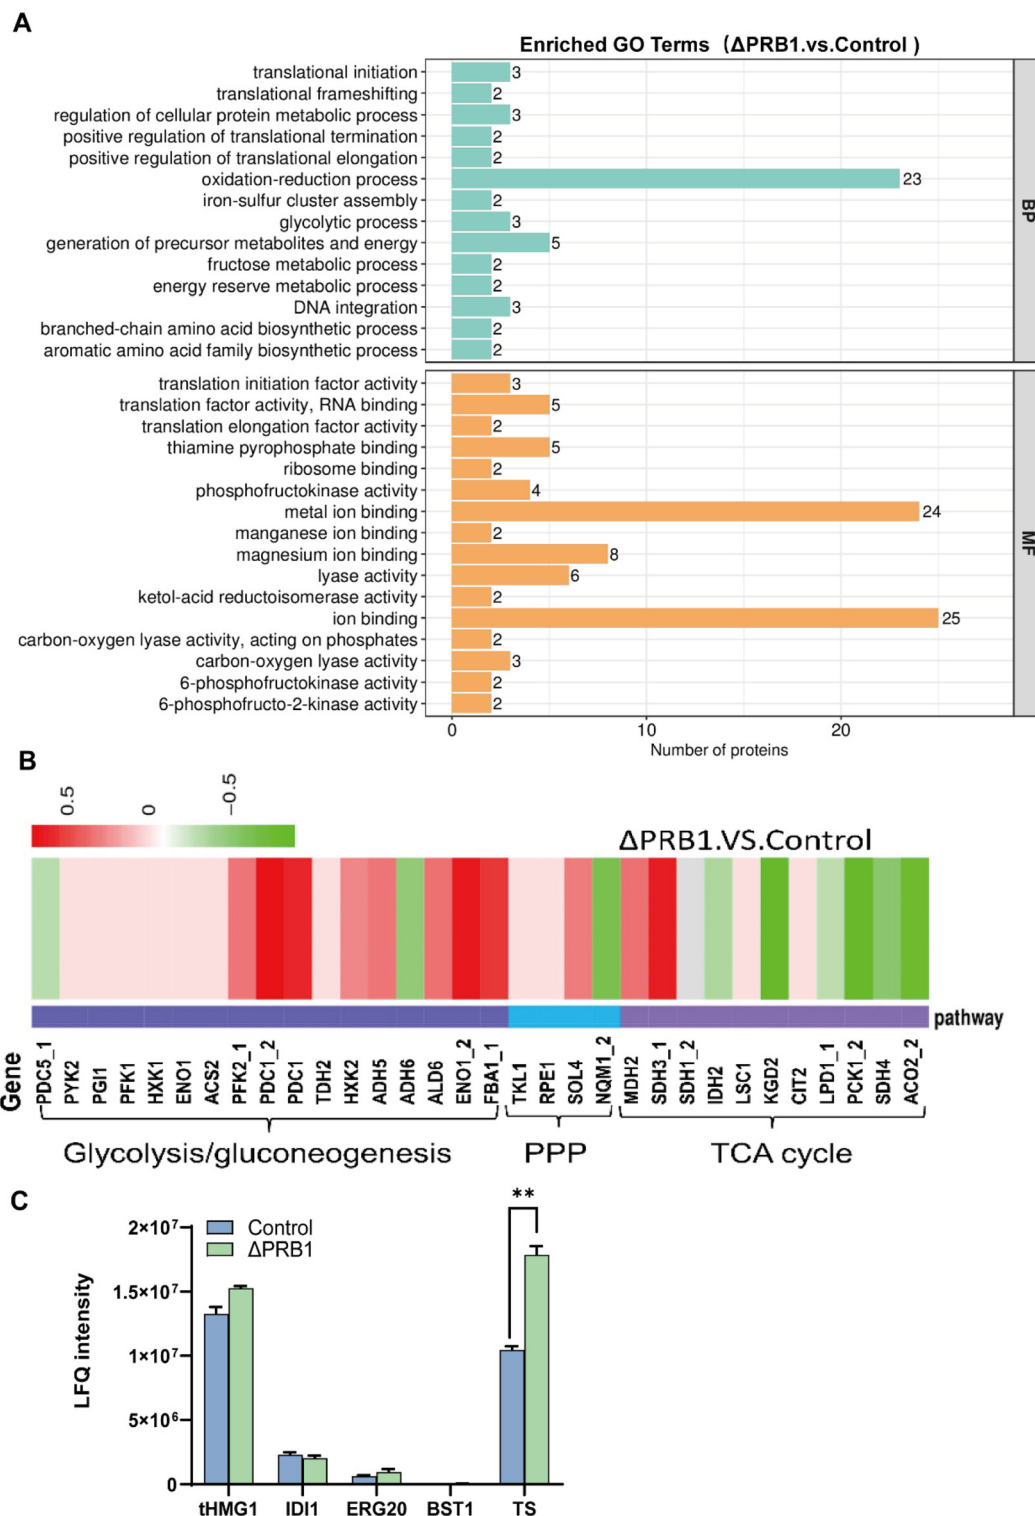 A
Enriched GO Terms (ΔPRB1.vs.Control )
translational initiation 3
translational frameshifting 2
regulation of cellular protein metabolic process 3
positive regulation of translational termination 2
positive regulation of translational elongation 2
oxidation-reduction process 23
iron-sulfur cluster assembly 2
glycolytic process 3
generation of precursor metabolites and energy 5
fructose metabolic process 2
energy reserve metabolic process 2
DNA integration 3
branched-chain amino acid biosynthetic process 2
aromatic amino acid family biosynthetic process 2
BP
translation initiation factor activity 3
translation factor activity, RNA binding 5
translation elongation factor activity 2
thiamine pyrophosphate binding 5
ribosome binding 2
phosphofructokinase activity 4
metal ion binding 24
manganese ion binding 2
magnesium ion binding 8
lyase activity 6
ketol-acid reductoisomerase activity 2
ion binding 25
carbon-oxygen lyase activity, acting on phosphates 2
carbon-oxygen lyase activity 3
6-phosphofructokinase activity 2
6-phosphofructo-2-kinase activity 2
MF
0 10 20
Number of proteins
B
0.5 0 -0.5
ΔPRB1.VS.Control
pathway
Gene
PDC5_1
PYK2
PGI1
PFK1
HXK1
ENO1
ACS2
PFK2_1
PDC1_2
PDC1
TDH2
HXK2
ADH5
ADH6
ALD6
ENO1_2
FBA1_1
TKL1
RPE1
SOL4
NQM1_2
MDH2
SDH3_1
SDH1_2
IDH2
LSC1
KGD2
CIT2
LPD1_1
PCK1_2
SDH4
ACO2_2
Glycolysis/gluconeogenesis PPP TCA cycle
C
**
Control
ΔPRB1
LFQ intensity
2×10⁷
1.5×10⁷
1×10⁷
5×10⁶
0
tHMG1 IDI1 ERG20 BST1 TS